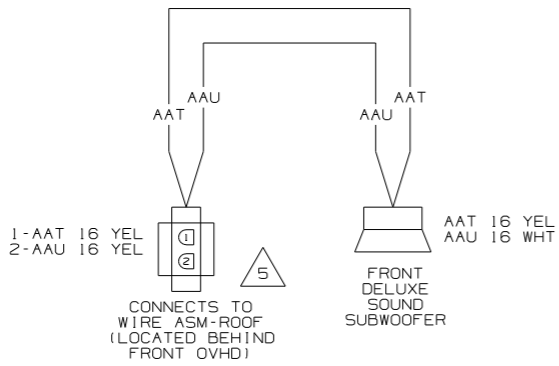 AAU
AAT
AAT
AAU
1-AAT 16 YEL
2-AAU 16 YEL
1
2
5
AAT 16 YEL
AAU 16 WHT
CONNECTS TO
WIRE ASM-ROOF
(LOCATED BEHIND
FRONT OVHD)
FRONT
DELUXE
SOUND
SUBWOOFER